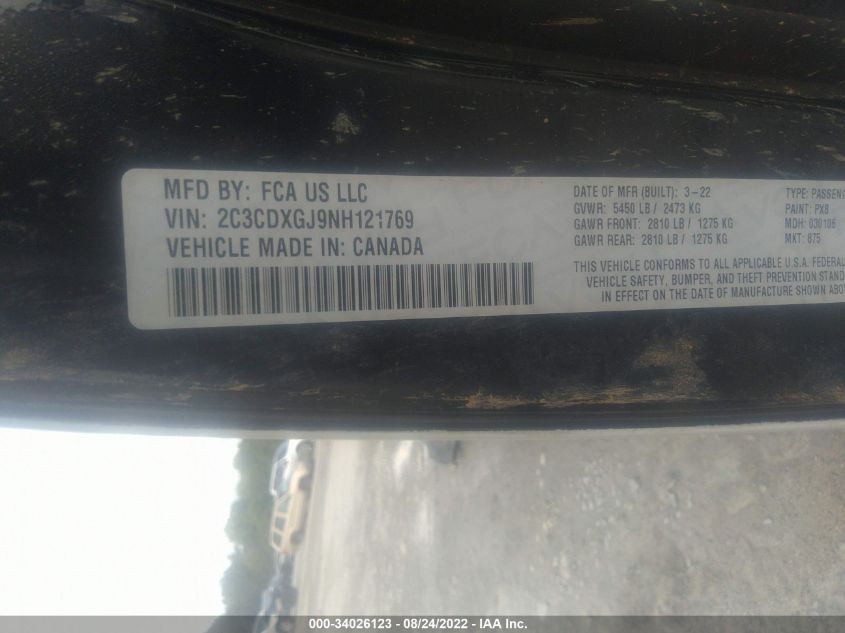 MFD BY: FCA US LLC
VIN: 2C3CDXGJ9NH121769
VEHICLE MADE IN: CANADA
DATE OF MFR (BUILT): 3-22
GVWR: 5450 LB / 2473 KG
GAWR FRONT: 2810 LB / 1275 KG
GAWR REAR: 2810 LB / 1275 KG
TYPE: PASSENG
PAINT: PX8
MDH: 030106
MKT: 875
THIS VEHICLE CONFORMS TO ALL APPLICABLE U.S.A. FEDERAL
VEHICLE SAFETY, BUMPER, AND THEFT PREVENTION STAND
IN EFFECT ON THE DATE OF MANUFACTURE SHOWN ABOV
000-34026123 - 08/24/2022 - IAA Inc.